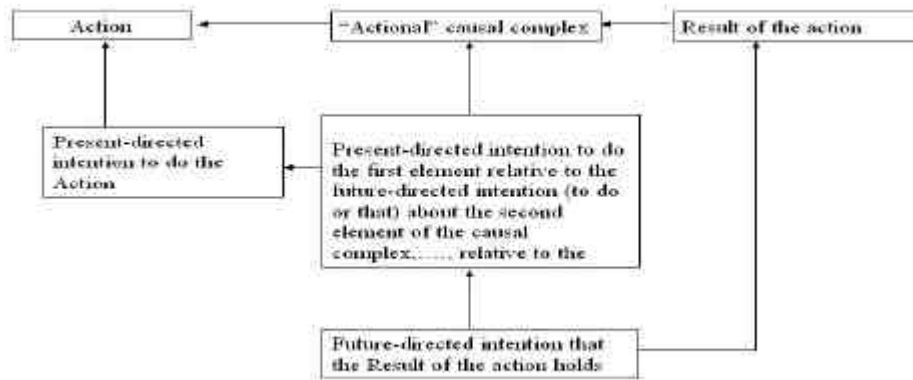 Action
“Actional” causal complex
Result of the action
Present-directed
intention to do the
Action
Present-directed intention to do
the first element relative to the
future-directed intention (to do
or that) about the second
element of the causal
complex,….., relative to the
Future-directed intention that
the Result of the action holds